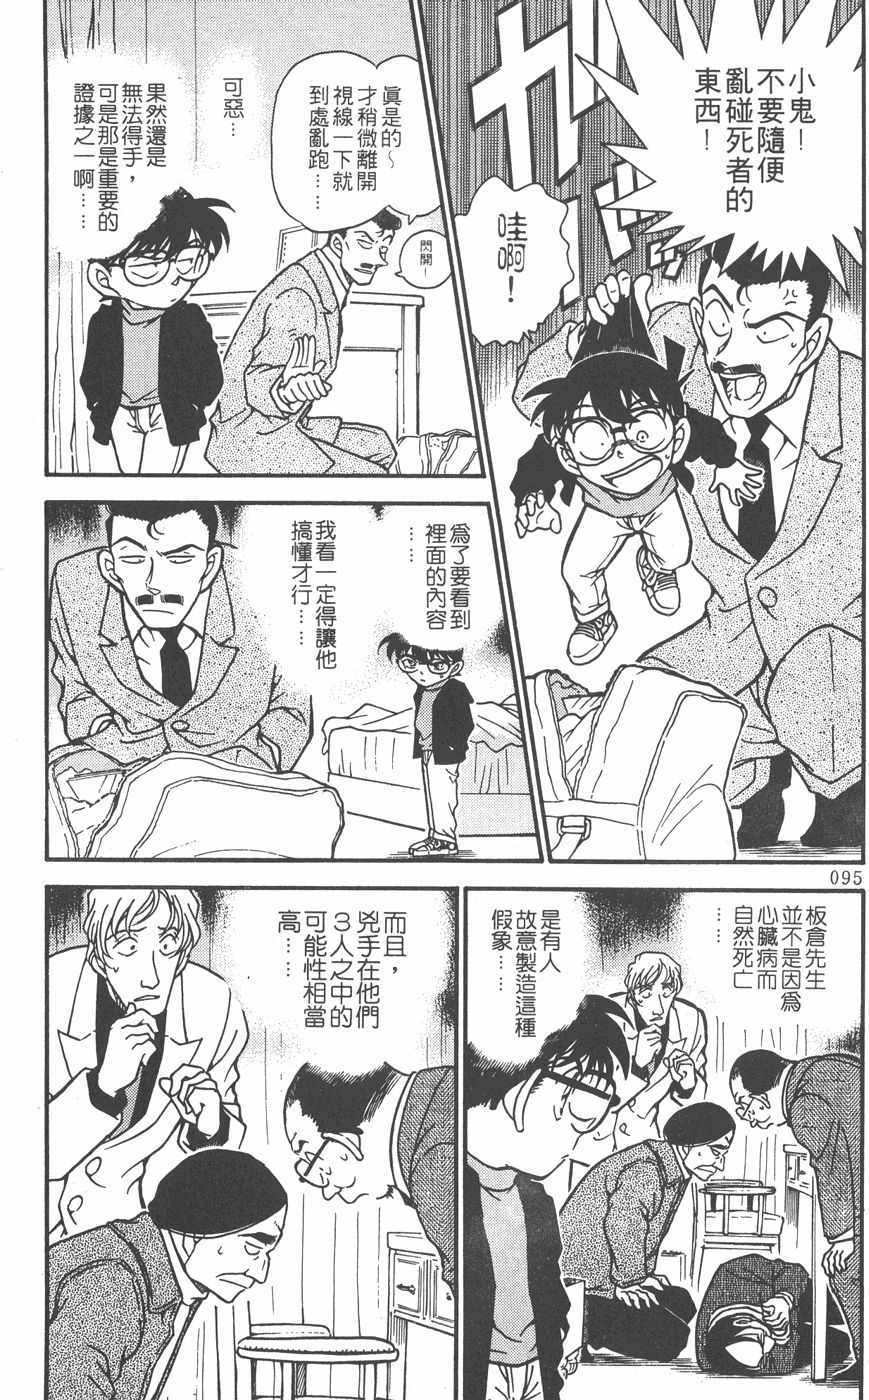 小鬼！
不要隨便
亂碰死者的
東西！
哇啊！
真是的～
才稍微離開
視線一下就
到處亂跑……
閃開！
可惡…
果然還是
無法得手，
可是那是重要的
證據之一啊……
為了要看到
裡面的內容
……
我看一定得讓他
搞懂才行……
095
板倉先生
並不是因為
心臟病而
自然死亡
……
是有人
故意製造這種
假象……
而且，
兇手在他們
3人之中的
可能性相當
高……